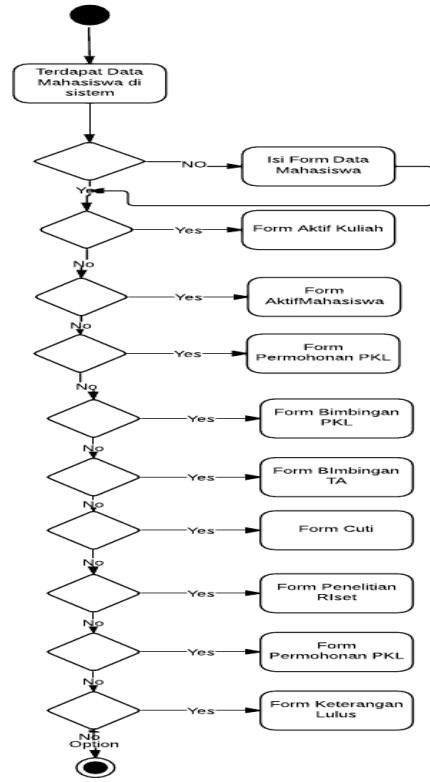 Terdapat Data
Mahasiswa di
sistem
NO
Isi Form Data
Mahasiswa
Yes
Yes
Form Aktif Kuliah
No
Yes
Form
AktifMahasiswa
No
Yes
Form
Permohonan PKL
No
Yes
Form Bimbingan
PKL
No
Yes
Form BImbingan
TA
No
Yes
Form Cuti
No
Yes
Form Penelitian
RIset
No
Yes
Form
Permohonan PKL
No
Yes
Form Keterangan
Lulus
No
Option